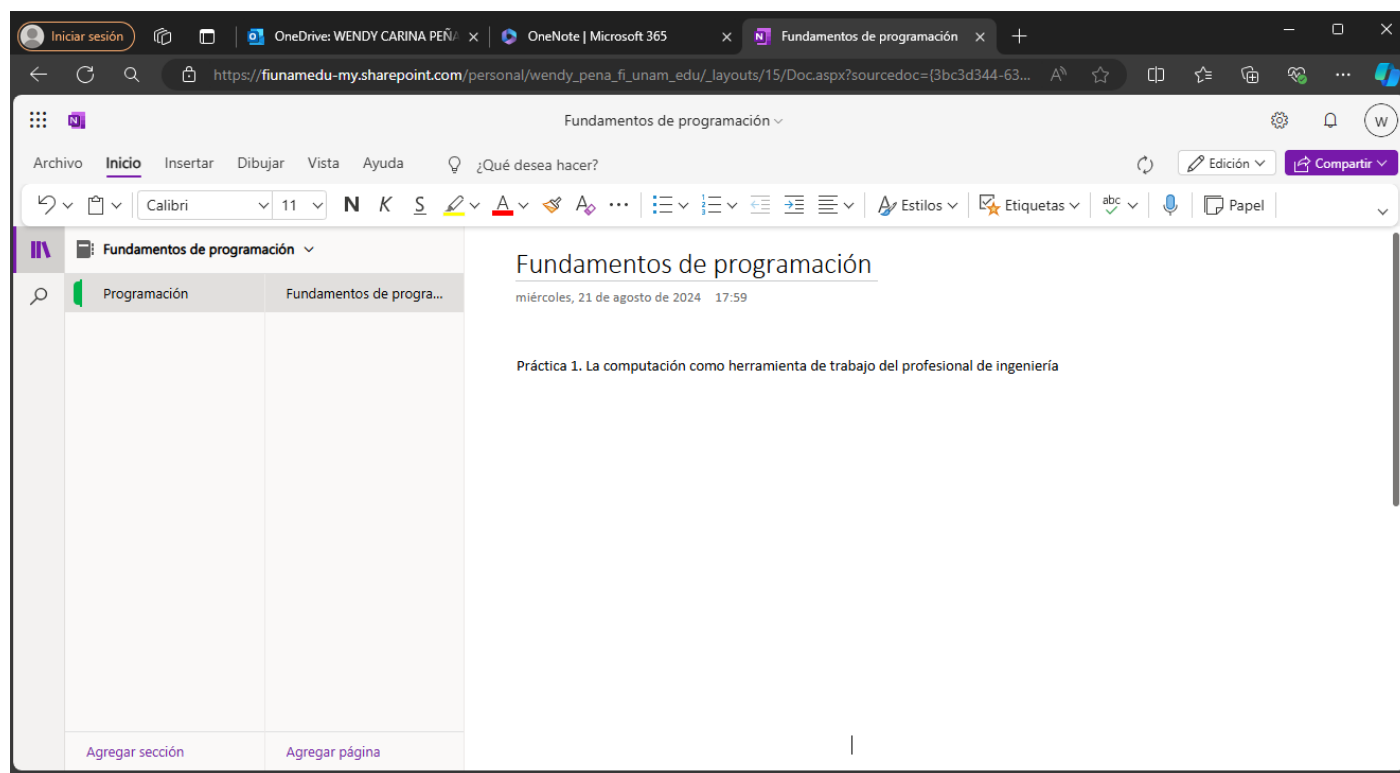 Iniciar sesión
OneDrive: WENDY CARINA PEÑA
OneNote | Microsoft 365
Fundamentos de programación
https://fiunamedu-my.sharepoint.com/personal/wendy_pena_fi_unam_edu/_layouts/15/Doc.aspx?sourcedoc={3bc3d344-63...
Fundamentos de programación
W
Archivo Inicio Insertar Dibujar Vista Ayuda ¿Qué desea hacer? Edición Compartir
Calibri 11 N K S A A Estilos Etiquetas abc Papel
Fundamentos de programación
Programación Fundamentos de progra...
Fundamentos de programación
miércoles, 21 de agosto de 2024 17:59
Práctica 1. La computación como herramienta de trabajo del profesional de ingeniería
Agregar sección Agregar página